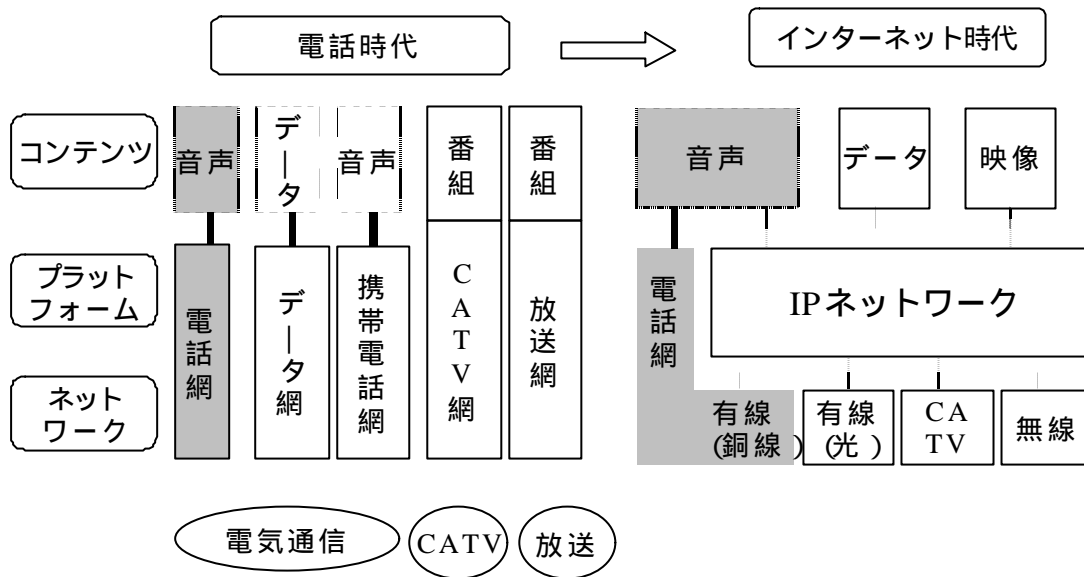 電話時代
インターネット時代
コンテンツ
音声
データ
音声
番組
番組
音声
データ
映像
プラット
フォーム
ネット
ワーク
電話網
データ網
携帯電話網
CATV網
放送網
電話網
IPネットワーク
有線
(銅線)
有線
(光)
CA
TV
無線
電気通信
CATV
放送